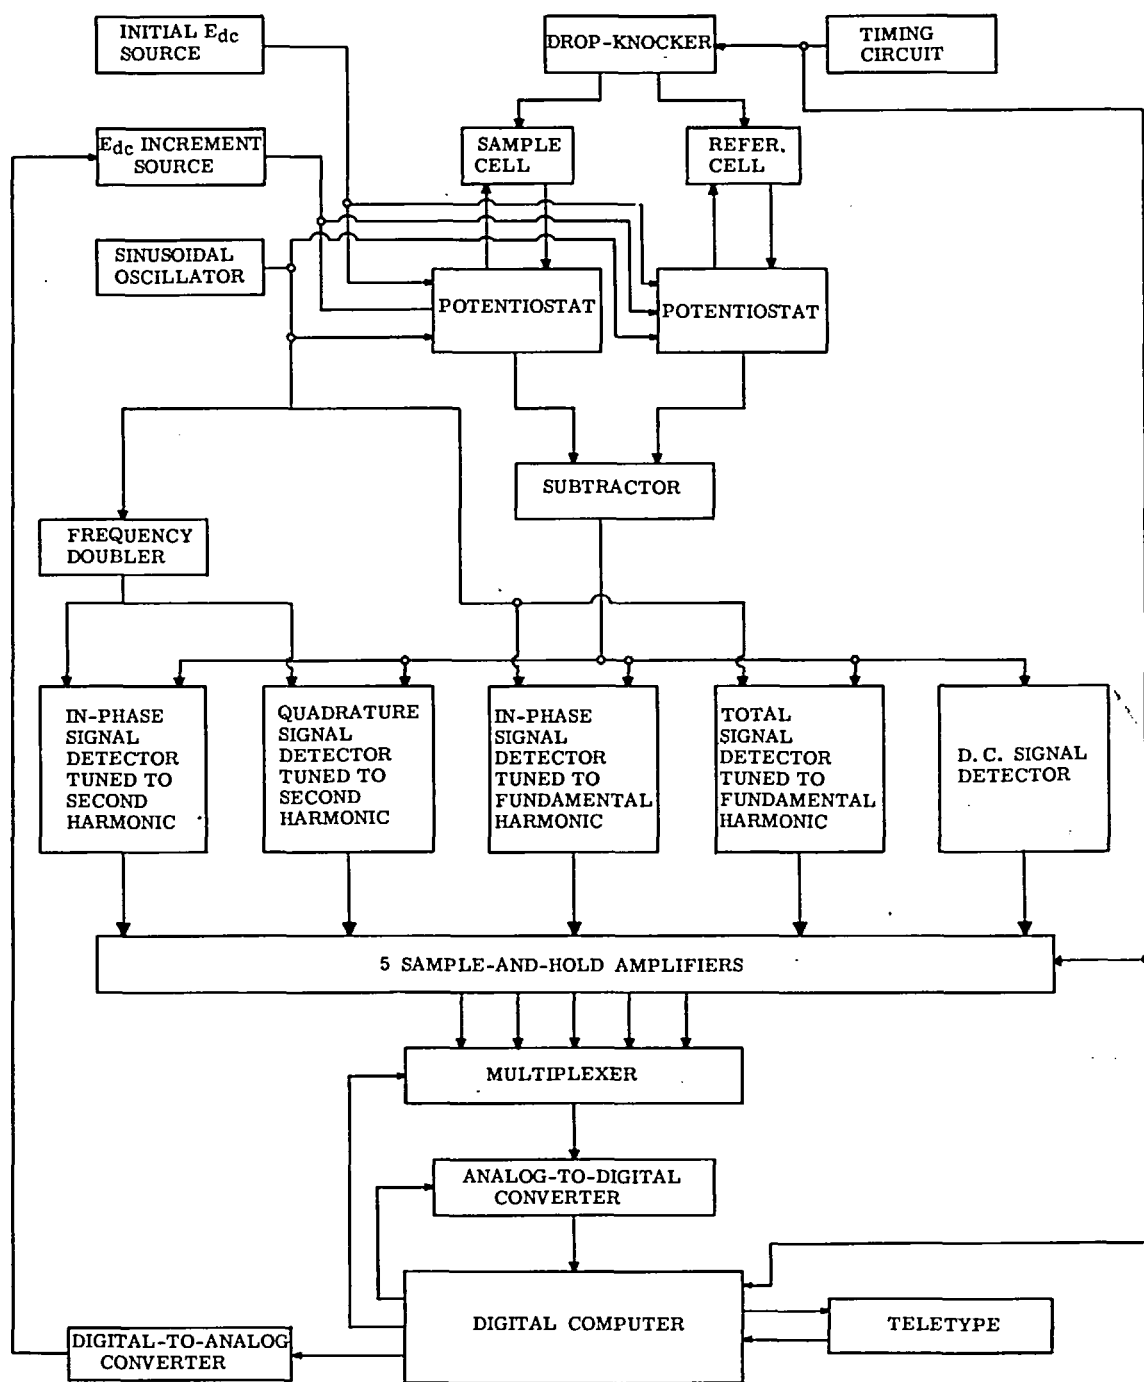 INITIAL Edc
SOURCE
DROP-KNOCKER
TIMING
CIRCUIT
Edc INCREMENT
SOURCE
SAMPLE
CELL
REFER.
CELL
SINUSOIDAL
OSCILLATOR
POTENTIOSTAT
POTENTIOSTAT
SUBTRACTOR
FREQUENCY
DOUBLER
IN-PHASE
SIGNAL
DETECTOR
TUNED TO
SECOND
HARMONIC
QUADRATURE
SIGNAL
DETECTOR
TUNED TO
SECOND
HARMONIC
IN-PHASE
SIGNAL
DETECTOR
TUNED TO
FUNDAMENTAL
HARMONIC
TOTAL
SIGNAL
DETECTOR
TUNED TO
FUNDAMENTAL
HARMONIC
D.C. SIGNAL
DETECTOR
5 SAMPLE-AND-HOLD AMPLIFIERS
MULTIPLEXER
ANALOG-TO-DIGITAL
CONVERTER
DIGITAL COMPUTER
TELETYPE
DIGITAL-TO-ANALOG
CONVERTER